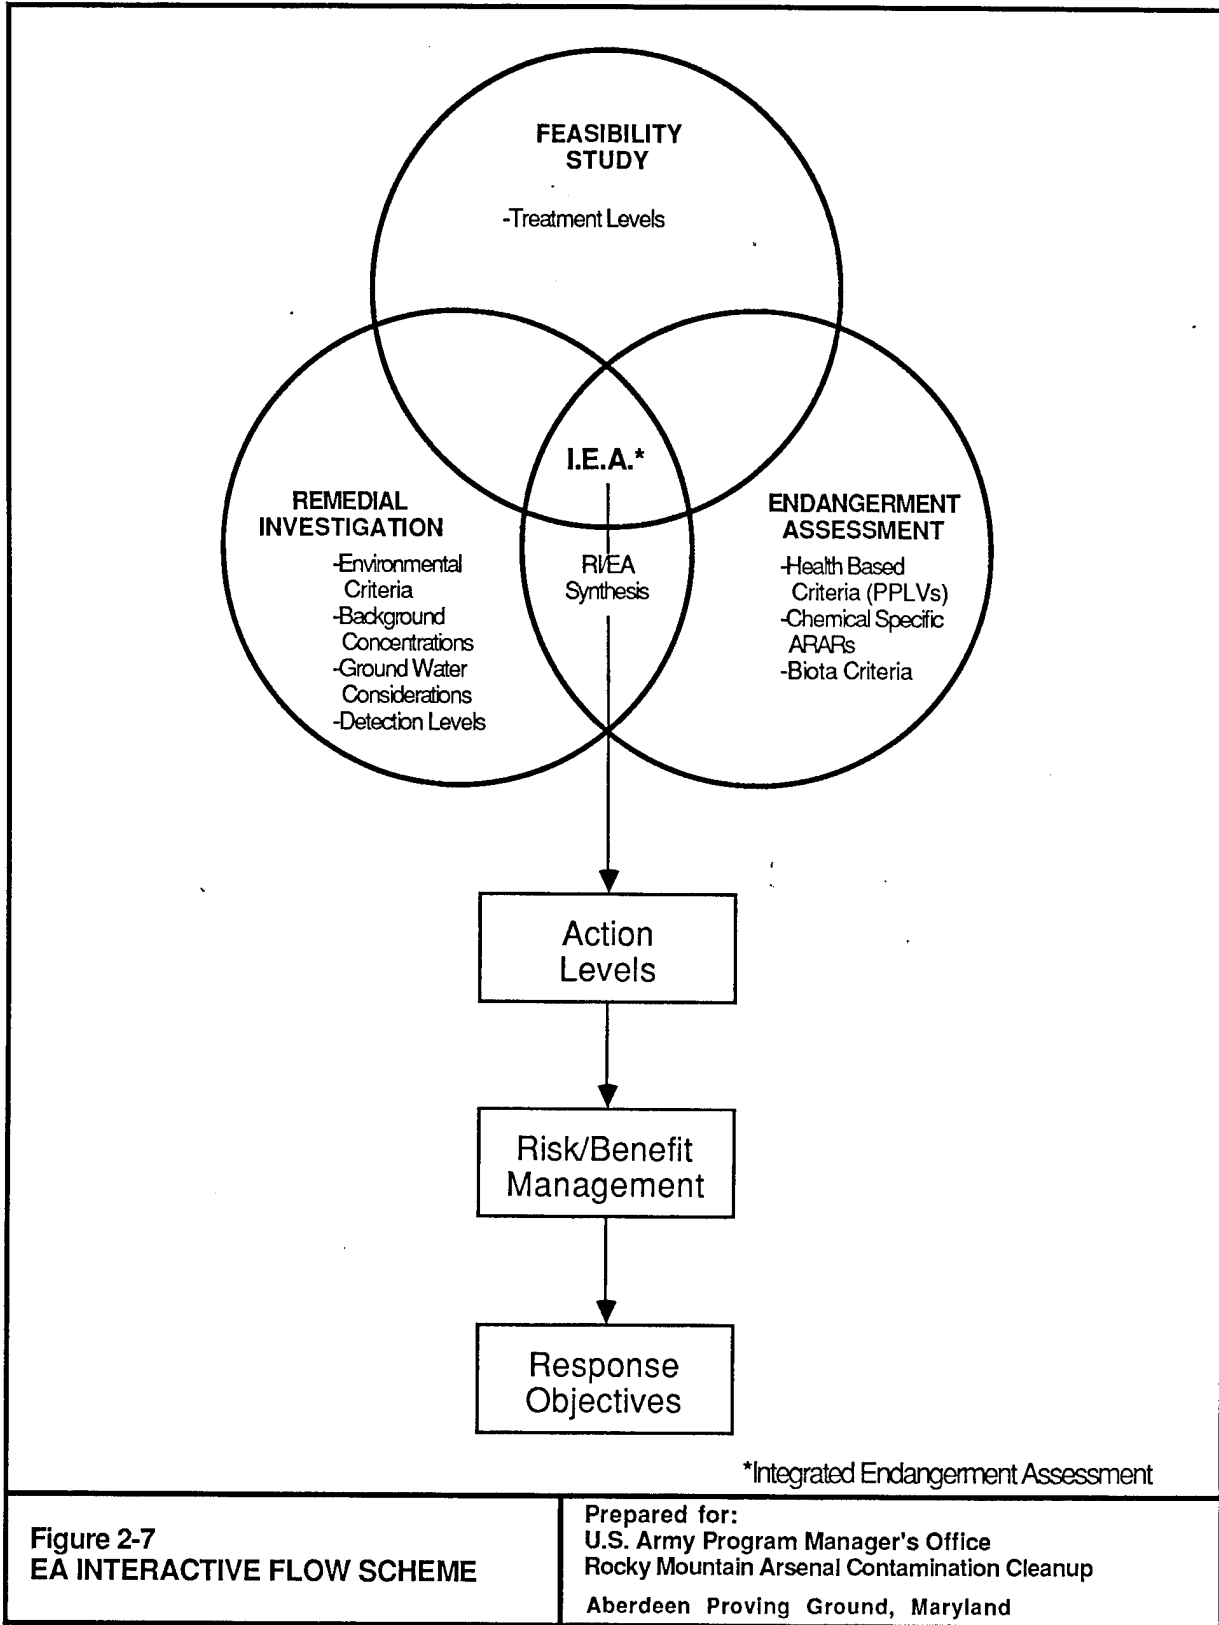 FEASIBILITY
STUDY
-Treatment Levels
I.E.A.*
REMEDIAL
INVESTIGATION
-Environmental
Criteria
-Background
Concentrations
-Ground Water
Considerations
-Detection Levels
RI/EA
Synthesis
ENDANGERMENT
ASSESSMENT
-Health Based
Criteria (PPLVs)
-Chemical Specific
ARARs
-Biota Criteria
Action
Levels
Risk/Benefit
Management
Response
Objectives
*Integrated Endangerment Assessment
Figure 2-7
EA INTERACTIVE FLOW SCHEME
Prepared for:
U.S. Army Program Manager's Office
Rocky Mountain Arsenal Contamination Cleanup
Aberdeen Proving Ground, Maryland